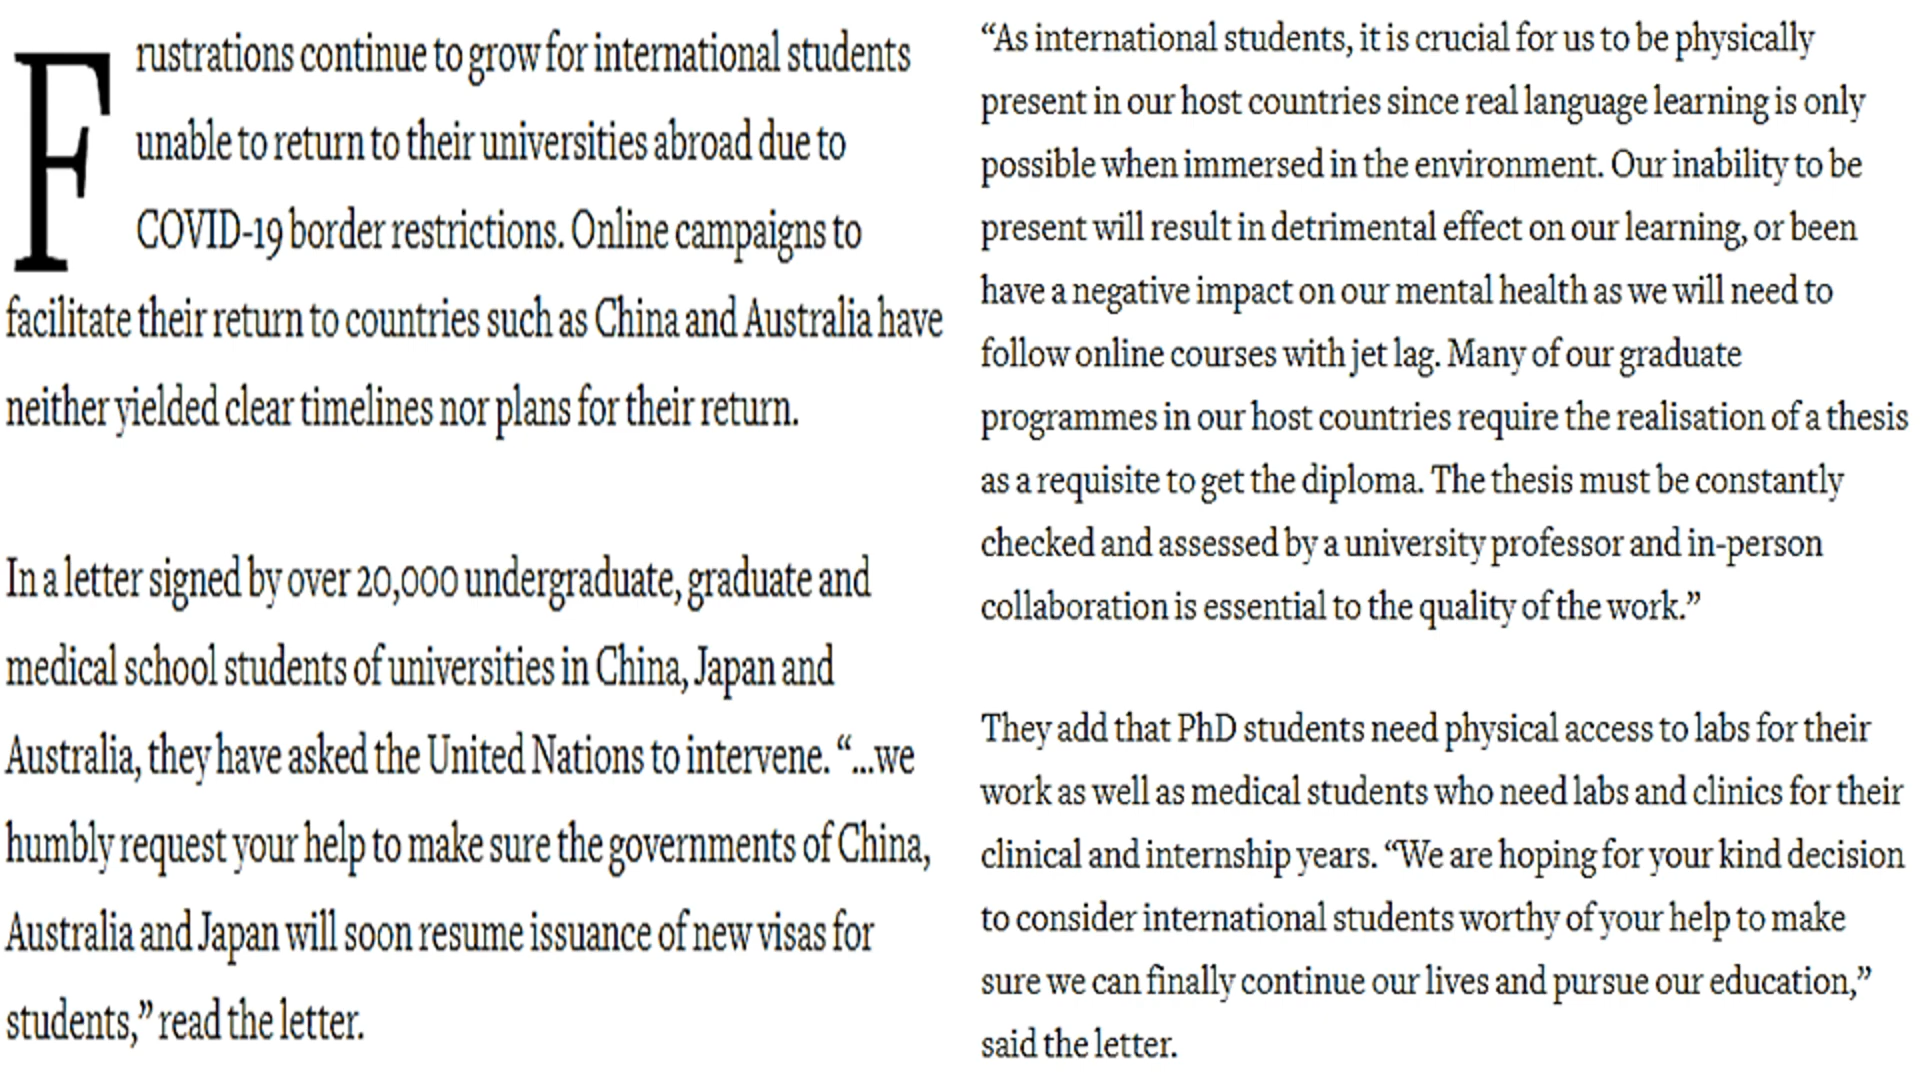 Frustrations continue to grow for international students
unable to return to their universities abroad due to
COVID-19 border restrictions. Online campaigns to
facilitate their return to countries such as China and Australia have
neither yielded clear timelines nor plans for their return.
In a letter signed by over 20,000 undergraduate, graduate and
medical school students of universities in China, Japan and
Australia, they have asked the United Nations to intervene. “...we
humbly request your help to make sure the governments of China,
Australia and Japan will soon resume issuance of new visas for
students,” read the letter.
“As international students, it is crucial for us to be physically
present in our host countries since real language learning is only
possible when immersed in the environment. Our inability to be
present will result in detrimental effect on our learning, or been
have a negative impact on our mental health as we will need to
follow online courses with jet lag. Many of our graduate
programmes in our host countries require the realisation of a thesis
as a requisite to get the diploma. The thesis must be constantly
checked and assessed by a university professor and in-person
collaboration is essential to the quality of the work.”
They add that PhD students need physical access to labs for their
work as well as medical students who need labs and clinics for their
clinical and internship years. “We are hoping for your kind decision
to consider international students worthy of your help to make
sure we can finally continue our lives and pursue our education,”
said the letter.